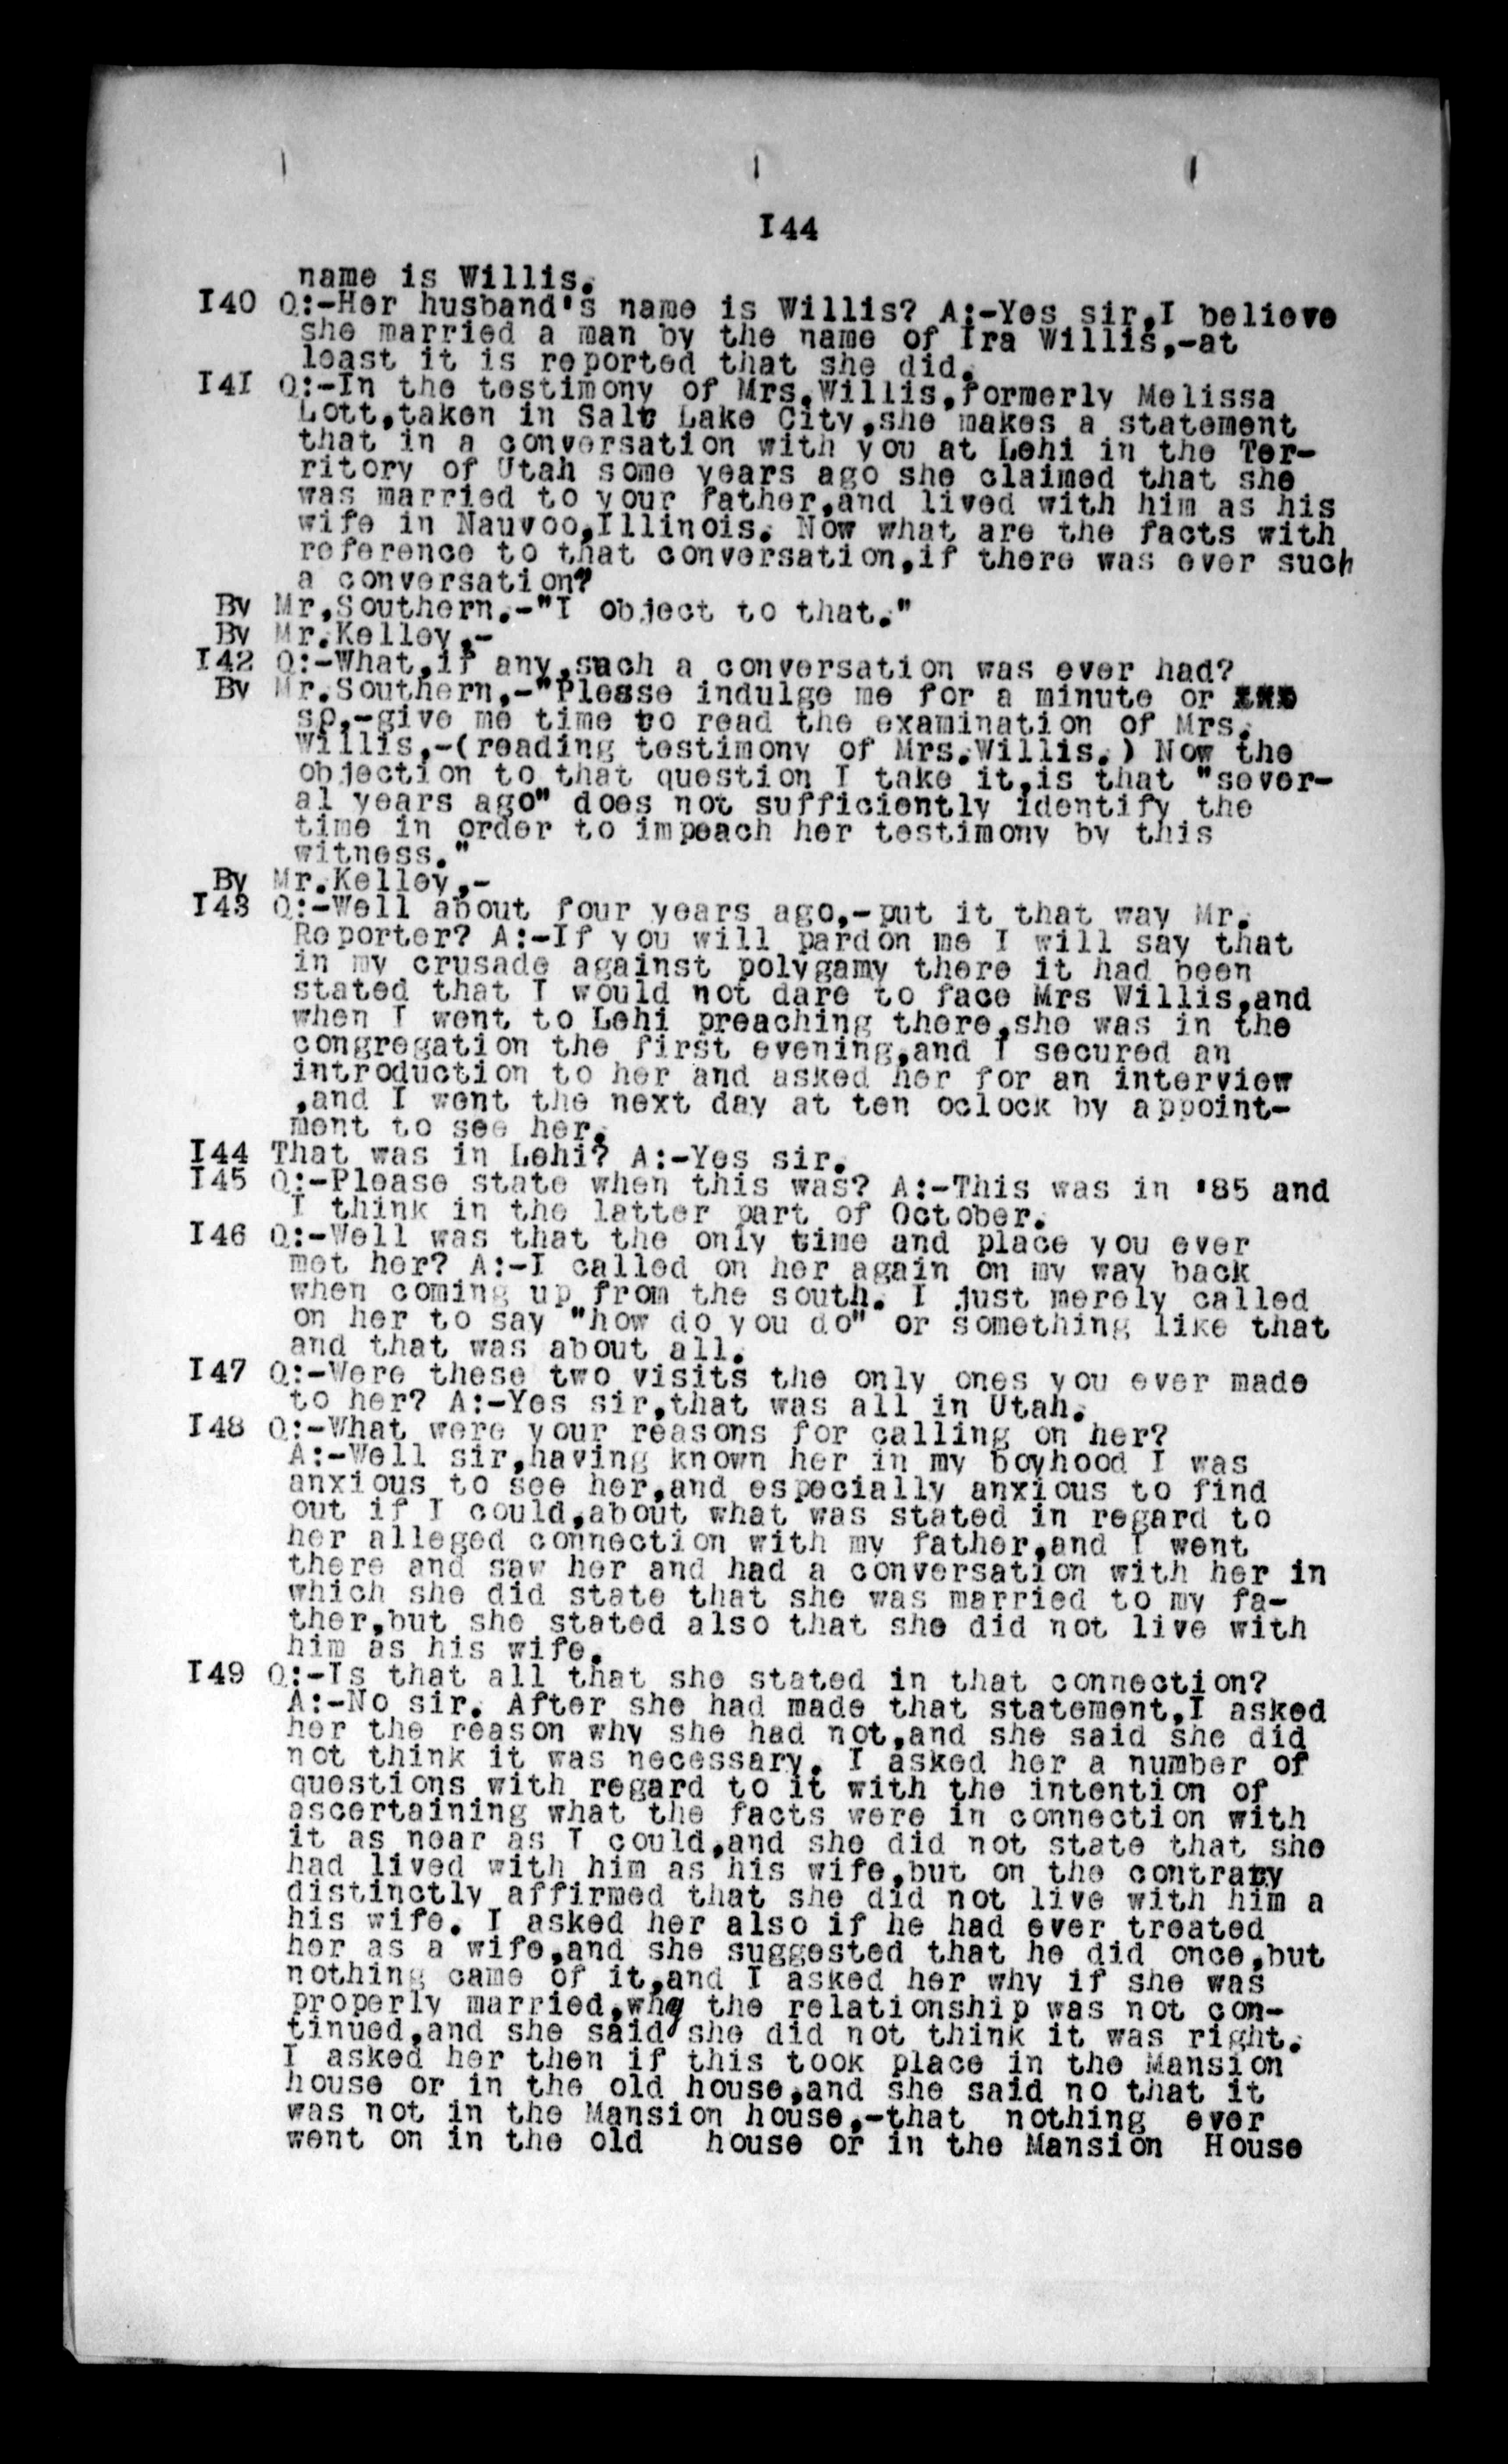 I44
name is Willis.
I40 Q:-Her husband's name is Willis? A:-Yes sir,I believe
she married a man by the name of Ira Willis,-at
least it is reported that she did.
I4I Q:-In the testimony of Mrs.Willis,formerly Melissa
Lott,taken in Salt Lake City,she makes a statement
that in a conversation with you at Lehi in the Ter-
ritory of Utah some years ago she claimed that she
was married to your father,and lived with him as his
wife in Nauvoo,Illinois. Now what are the facts with
reference to that conversation,if there was ever such
a conversation?
By Mr.Southern.-"I object to that."
By Mr.Kelley,-
I42 Q:-What,if any,such a conversation was ever had?
By Mr.Southern,-"Please indulge me for a minute or
so,-give me time to read the examination of Mrs.
Willis,-(reading testimony of Mrs.Willis.) Now the
objection to that question I take it,is that "sever-
al years ago" does not sufficiently identify the
time in order to impeach her testimony by this
witness."
By Mr.Kelley,-
I43 Q:-Well about four years ago,-put it that way Mr.
Reporter? A:-If you will pardon me I will say that
in my crusade against polygamy there it had been
stated that I would not dare to face Mrs Willis,and
when I went to Lehi preaching there,she was in the
congregation the first evening,and I secured an
introduction to her and asked her for an interview
,and I went the next day at ten oclock by appoint-
ment to see her.
I44 That was in Lehi? A:-Yes sir.
I45 Q:-Please state when this was? A:-This was in '85 and
I think in the latter part of October.
I46 Q:-Well was that the only time and place you ever
met her? A:-I called on her again on my way back
when coming up from the south. I just merely called
on her to say "how do you do" or something like that
and that was about all.
I47 Q:-Were these two visits the only ones you ever made
to her? A:-Yes sir,that was all in Utah.
I48 Q:-What were your reasons for calling on her?
A:-Well sir,having known her in my boyhood I was
anxious to see her,and especially anxious to find
out if I could,about what was stated in regard to
her alleged connection with my father,and I went
there and saw her and had a conversation with her in
which she did state that she was married to my fa-
ther,but she stated also that she did not live with
him as his wife.
I49 Q:-Is that all that she stated in that connection?
A:-No sir. After she had made that statement,I asked
her the reason why she had not,and she said she did
not think it was necessary. I asked her a number of
questions with regard to it with the intention of
ascertaining what the facts were in connection with
it as near as I could,and she did not state that she
had lived with him as his wife,but on the contrary
distinctly affirmed that she did not live with him a
his wife. I asked her also if he had ever treated
her as a wife,and she suggested that he did once,but
nothing came of it,and I asked her why if she was
properly married,why the relationship was not con-
tinued,and she said she did not think it was right.
I asked her then if this took place in the Mansion
house or in the old house,and she said no that it
was not in the Mansion house,-that nothing ever
went on in the old house or in the Mansion House